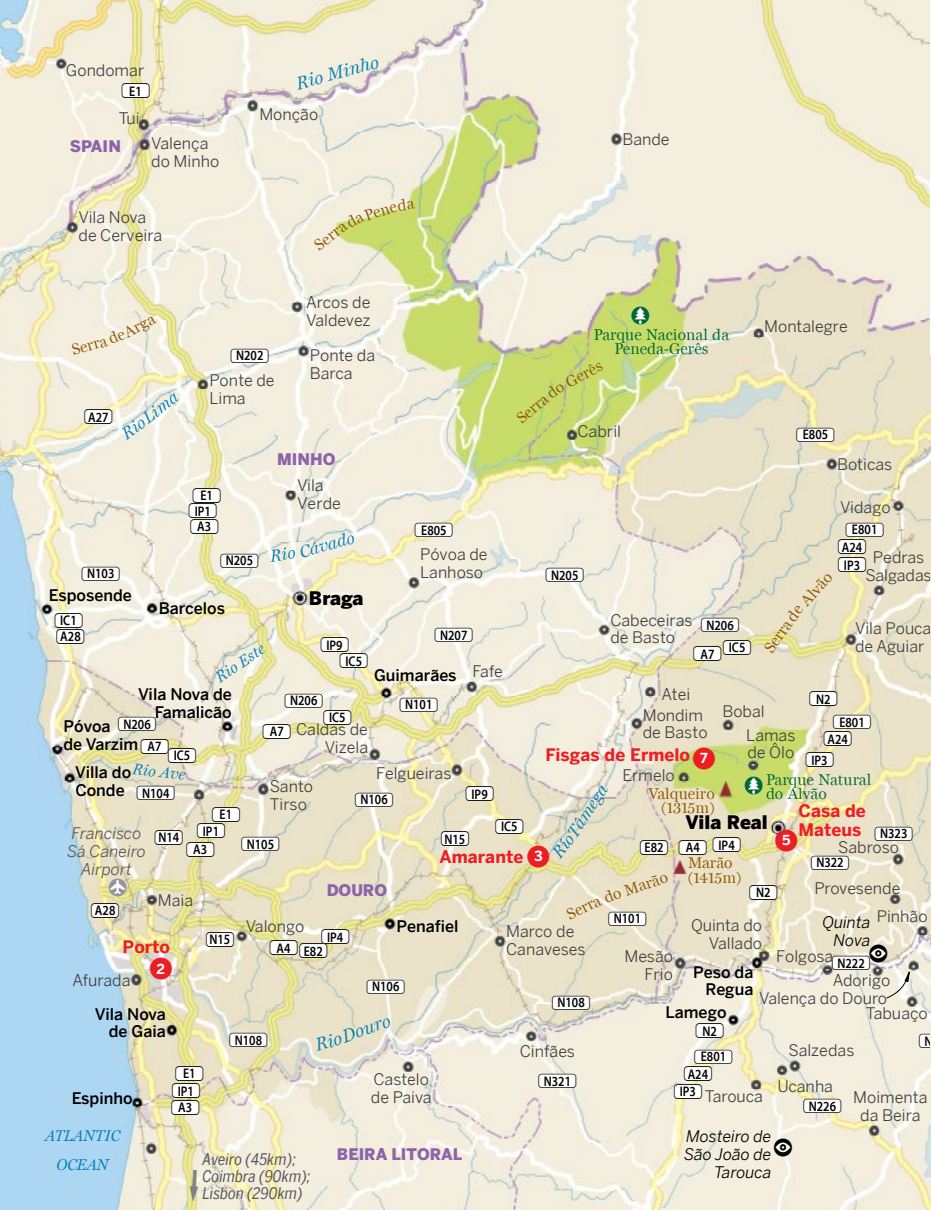 Gondomar
Rio Minho
E1
Tui
Monção
SPAIN
Valença
do Minho
Bande
Vila Nova
de Cerveira
Serra da Peneda
Arcos de
Valdevez
Serra de Arga
Parque Nacional da
Peneda-Gerês
Montalegre
N202
Ponte da
Barca
Ponte de
Lima
Serra do Gerês
A27
Rio Lima
Cabril
E805
MINHO
Boticas
Vila
Verde
E1
IP1
A3
Vidago
E805
E801
A24
IP3
Rio Cávado
N205
Póvoa de
Lanhoso
N205
Pedras
Salgadas
N103
Esposende
Barcelos
Braga
IC1
A28
Serra de Alvão
Cabeceiras
de Basto
N206
IC5
A7
N207
IP9
IC5
Vila Pouca
de Aguiar
Rio Este
Guimarães
Fafe
Vila Nova de
Famalicão
N206
N101
Atei
N2
IC5
A7
Caldas de
Vizela
Póvoa
de Varzim
N206
A7
IC5
Mondim
de Basto
Bobal
Lamas
de Ôlo
E801
A24
IP3
Fisgas de Ermelo
7
Villa do
Conde
Rio Ave
N104
Santo
Tirso
Felgueiras
Ermelo
Valqueiro
(1315m)
Parque Natural
do Alvão
N106
IP9
Rio Tâmega
E1
IP1
A3
N14
N105
Francisco
Sá Caneiro
Airport
IC5
N15
Amarante
3
Vila Real
Casa de
Mateus
5
N323
E82
A4
IP4
Sabroso
N322
Marão
(1415m)
DOURO
Serra do Marão
Provesende
N2
A28
Maia
Pinhão
N101
Penafiel
Valongo
N15
A4
E82
IP4
Marco de
Canaveses
Quinta do
Vallado
Quinta
Nova
Porto
2
Mesão
Frio
Folgosa
N222
Afurada
Peso da
Regua
Adorigo
N106
Valença do Douro
N108
Tabuaço
Lamego
Vila Nova
de Gaia
Rio Douro
N2
N108
Cinfães
E801
A24
IP3
Salzedas
Ucanha
Castelo
de Paiva
N321
E1
IP1
A3
Tarouca
N226
Espinho
Moimenta
da Beira
ATLANTIC
OCEAN
Mosteiro de
São João de
Tarouca
BEIRA LITORAL
Aveiro (45km);
Coimbra (90km);
Lisbon (290km)